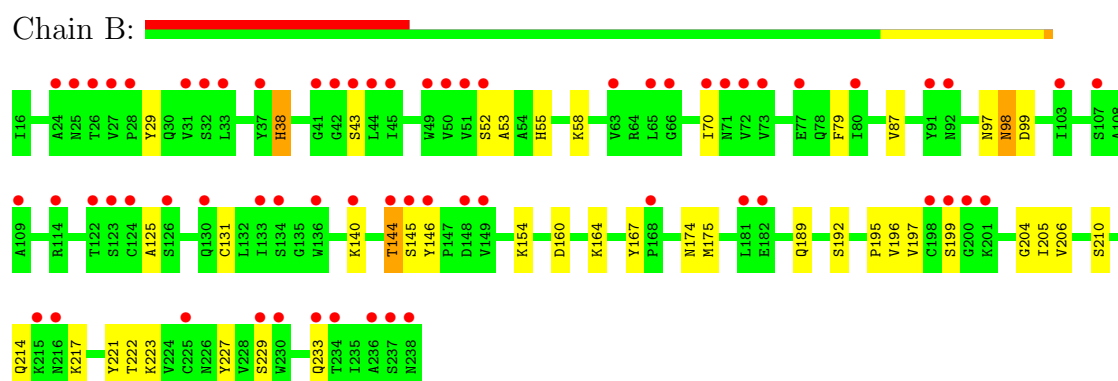 Chain B:
I16 A24 N25 T26 V27 P28 Y29 Q30 V31 S32 L33 Y37 H38 G41 G42 S43 L44 I45 W49 V50 V51 S52 A53 A54 H55 K58 V63 R64 L65 G66 I70 N71 V72 V73 E77 Q78 F79 I80 V87 Y91 N92 N97 N98 D99 I103 S107 A108
A109 R114 T122 S123 C124 A125 S126 Q130 C131 L132 I133 S134 G135 W136 K140 T144 S145 Y146 P147 D148 V149 K154 D160 K164 Y167 P168 N174 M175 L181 E182 Q189 S192 P195 V196 V197 C198 S199 G200 K201 G204 I205 V206 S210
Q214 K215 N216 K217 Y221 T222 K223 V224 C225 N226 Y227 V228 S229 W230 Q233 T234 I235 A236 S237 N238